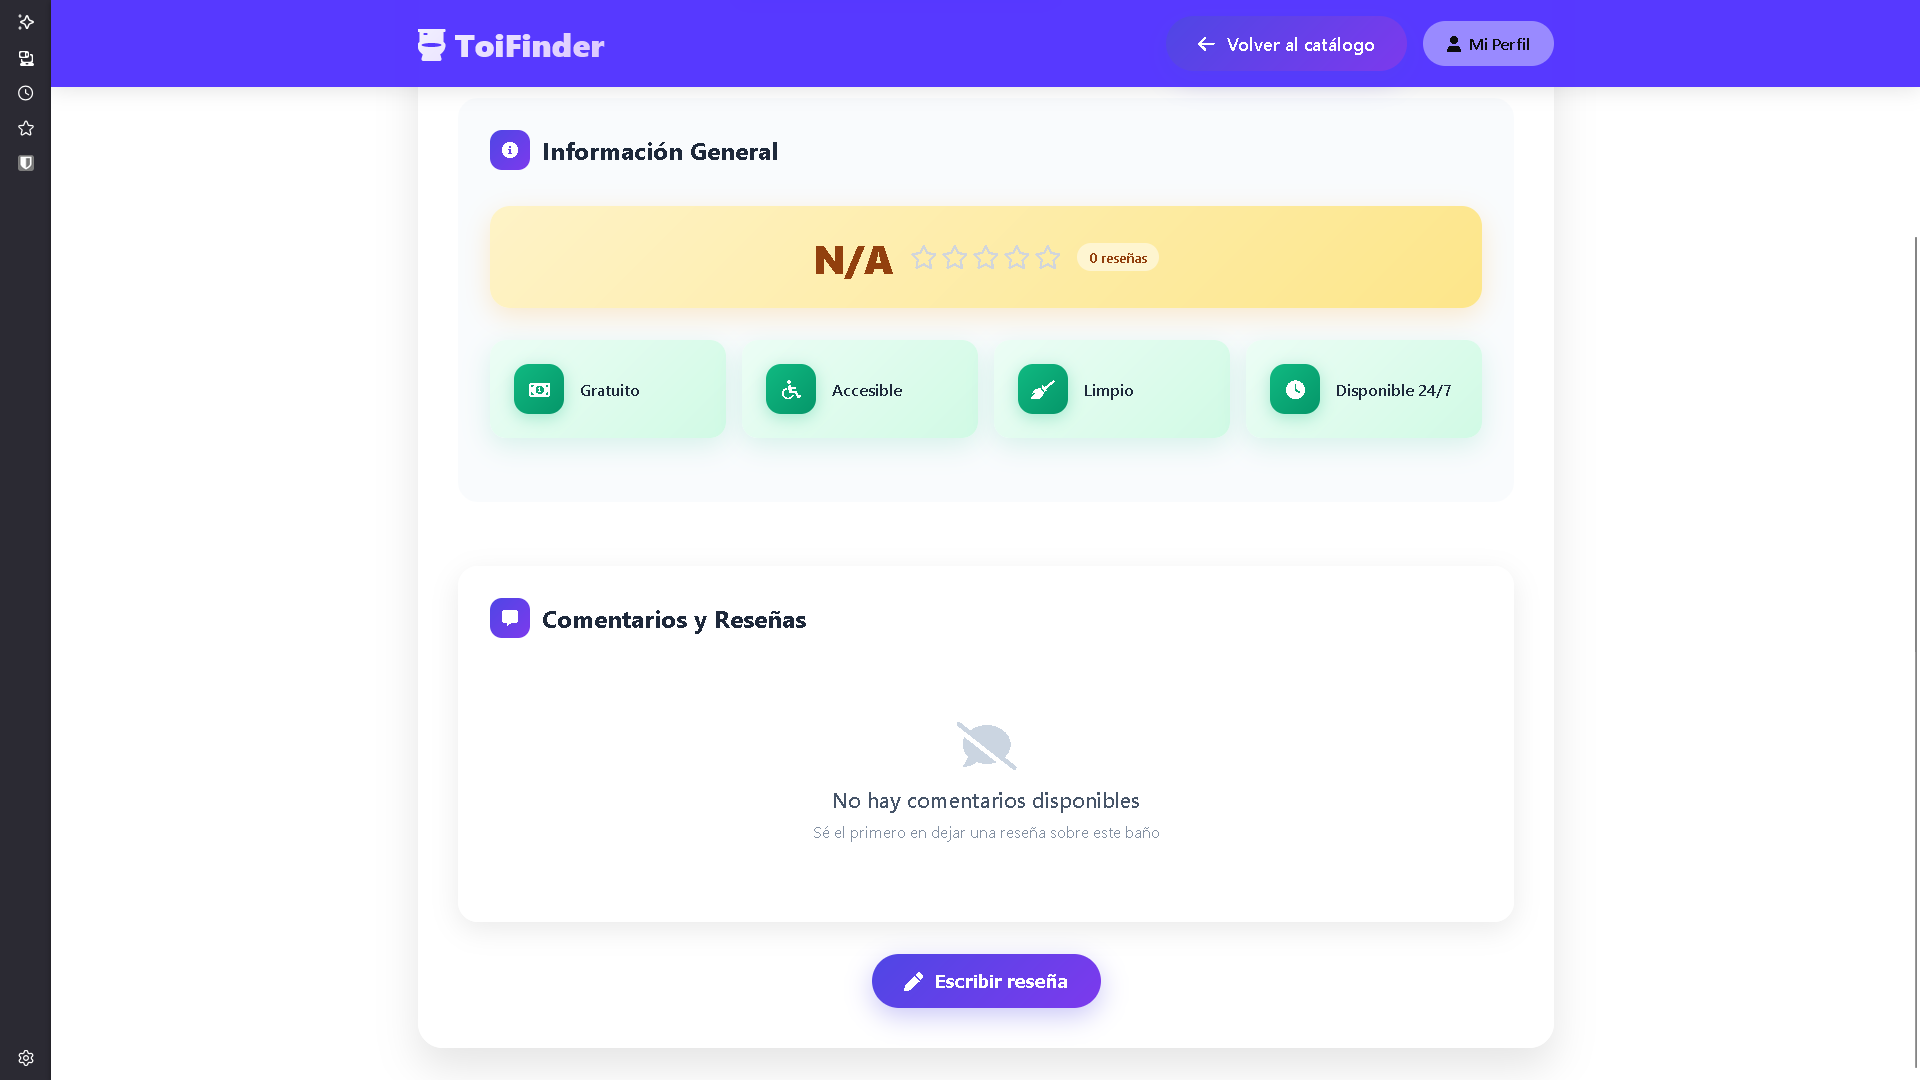 ToiFinder
Volver al catálogo
Mi Perfil
Información General
N/A
0 reseñas
Gratuito
Accesible
Limpio
Disponible 24/7
Comentarios y Reseñas
No hay comentarios disponibles
Sé el primero en dejar una reseña sobre este baño
Escribir reseña